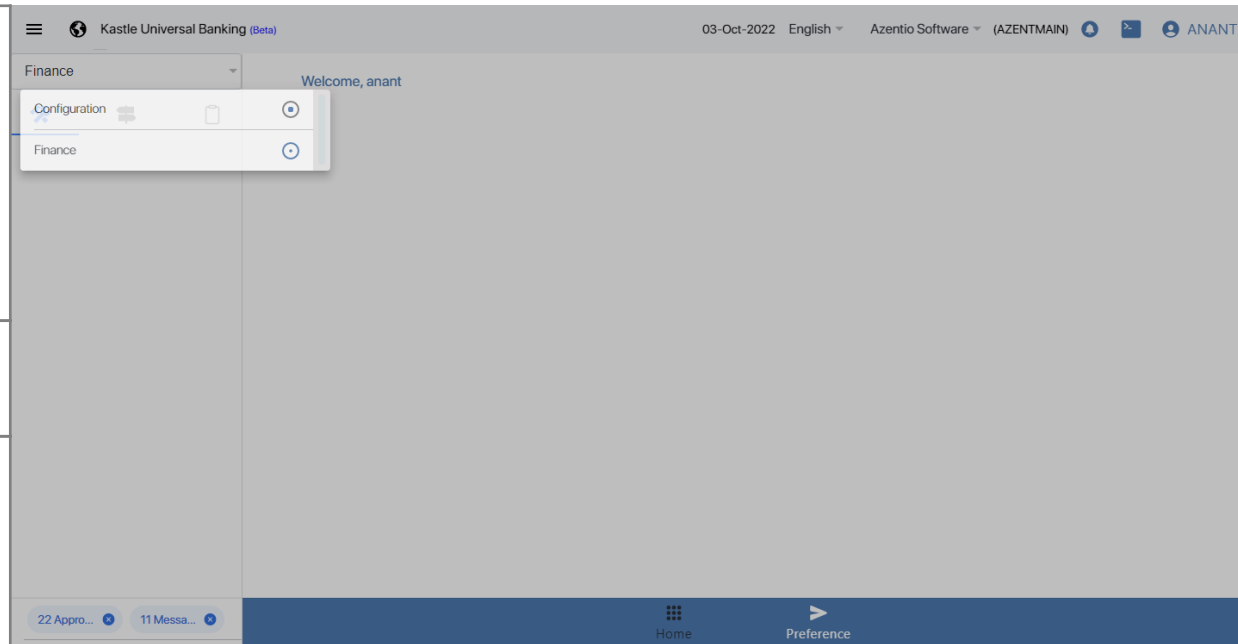 Kastle Universal Banking (Beta) 03-Oct-2022 English Azentio Software (AZENTMAIN) ANANT
Finance
Welcome, anant
Configuration
Finance
22 Appro... 11 Messa...
Home Preference